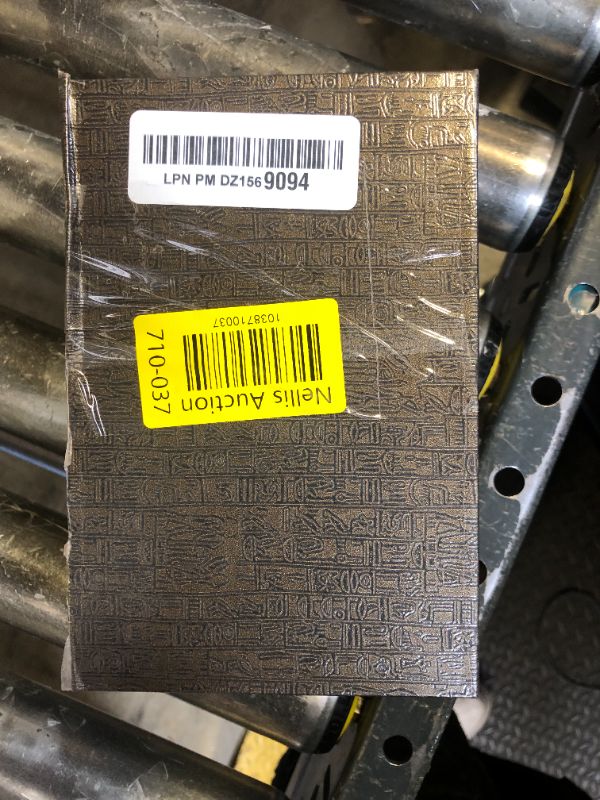 LPN PM DZ156 9094
Nellis Auction
1038710037
710-037